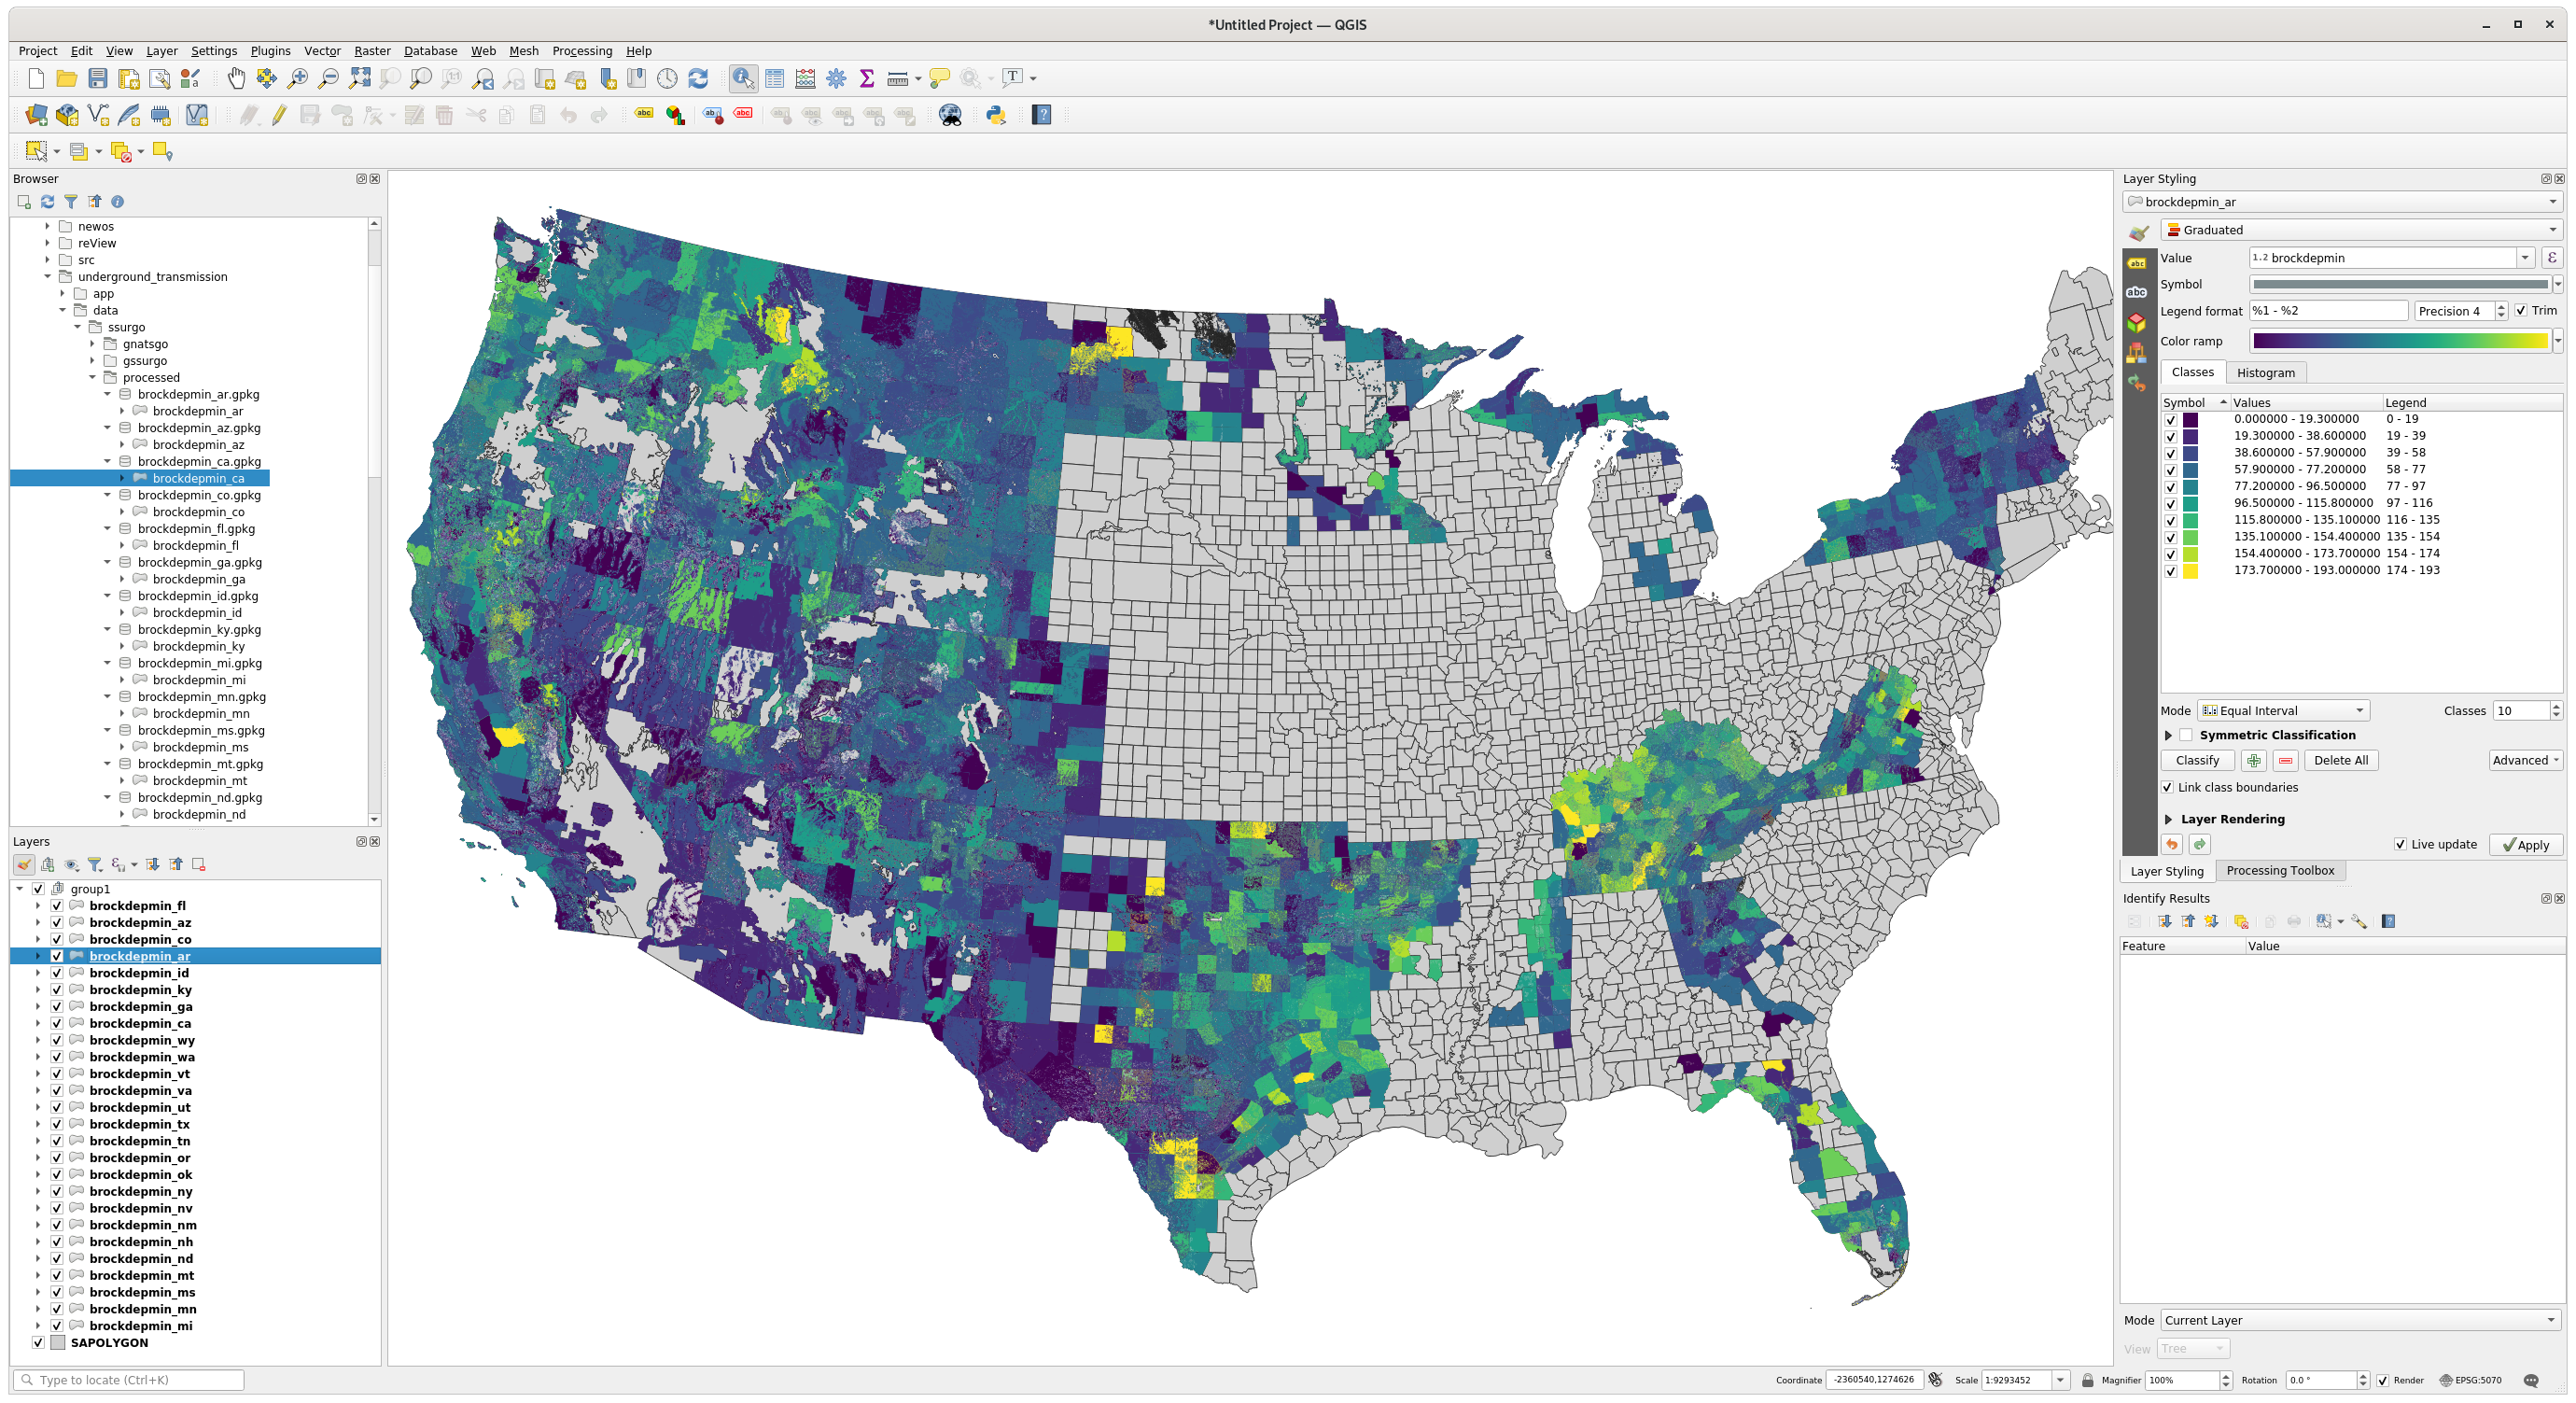 *Untitled Project — QGIS
Project Edit View Layer Settings Plugins Vector Raster Database Web Mesh Processing Help
Browser
newos
reView
src
underground_transmission
app
data
ssurgo
gnatsgo
gssurgo
processed
brockdepmin_ar.gpkg
brockdepmin_ar
brockdepmin_az.gpkg
brockdepmin_az
brockdepmin_ca.gpkg
brockdepmin_ca
brockdepmin_co.gpkg
brockdepmin_co
brockdepmin_fl.gpkg
brockdepmin_fl
brockdepmin_ga.gpkg
brockdepmin_ga
brockdepmin_id.gpkg
brockdepmin_id
brockdepmin_ky.gpkg
brockdepmin_ky
brockdepmin_mi.gpkg
brockdepmin_mi
brockdepmin_mn.gpkg
brockdepmin_mn
brockdepmin_ms.gpkg
brockdepmin_ms
brockdepmin_mt.gpkg
brockdepmin_mt
brockdepmin_nd.gpkg
brockdepmin_nd
Layers
group1
brockdepmin_fl
brockdepmin_az
brockdepmin_co
brockdepmin_ar
brockdepmin_id
brockdepmin_ky
brockdepmin_ga
brockdepmin_ca
brockdepmin_wy
brockdepmin_wa
brockdepmin_vt
brockdepmin_va
brockdepmin_ut
brockdepmin_tx
brockdepmin_tn
brockdepmin_or
brockdepmin_ok
brockdepmin_ny
brockdepmin_nv
brockdepmin_nm
brockdepmin_nh
brockdepmin_nd
brockdepmin_mt
brockdepmin_ms
brockdepmin_mn
brockdepmin_mi
SAPOLYGON
Layer Styling
brockdepmin_ar
Graduated
Value 1.2 brockdepmin
Symbol
Legend format %1 - %2 Precision 4 Trim
Color ramp
Classes Histogram
Symbol Values Legend
0.000000 - 19.300000 0 - 19
19.300000 - 38.600000 19 - 39
38.600000 - 57.900000 39 - 58
57.900000 - 77.200000 58 - 77
77.200000 - 96.500000 77 - 97
96.500000 - 115.800000 97 - 116
115.800000 - 135.100000 116 - 135
135.100000 - 154.400000 135 - 154
154.400000 - 173.700000 154 - 174
173.700000 - 193.000000 174 - 193
Mode Equal Interval Classes 10
Symmetric Classification
Classify Delete All Advanced
Link class boundaries
Layer Rendering
Live update Apply
Layer Styling Processing Toolbox
Identify Results
Feature Value
Mode Current Layer
View Tree
Type to locate (Ctrl+K) Coordinate -2360540,1274626 Scale 1:9293452 Magnifier 100% Rotation 0.0 ° Render EPSG:5070